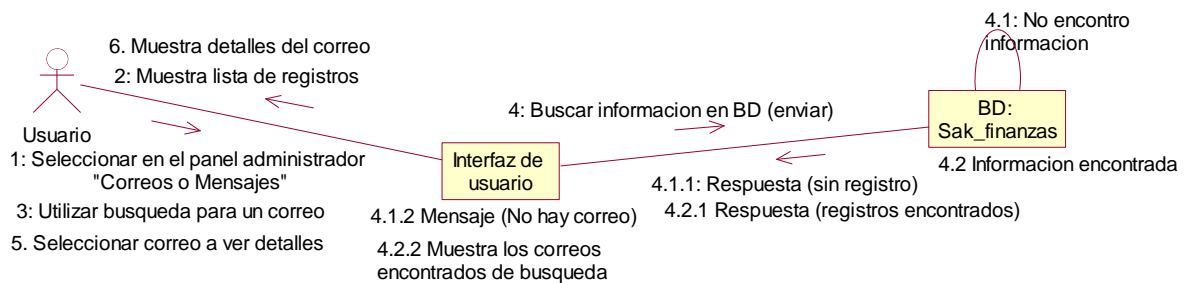 4.1: No encontro
informacion
6. Muestra detalles del correo
2: Muestra lista de registros
4: Buscar informacion en BD (enviar)
BD:
Sak_finanzas
Usuario
1: Seleccionar en el panel administrador
"Correos o Mensajes"
Interfaz de
usuario
4.2 Informacion encontrada
4.1.1: Respuesta (sin registro)
4.2.1 Respuesta (registros encontrados)
3: Utilizar busqueda para un correo
4.1.2 Mensaje (No hay correo)
5. Seleccionar correo a ver detalles
4.2.2 Muestra los correos
encontrados de busqueda